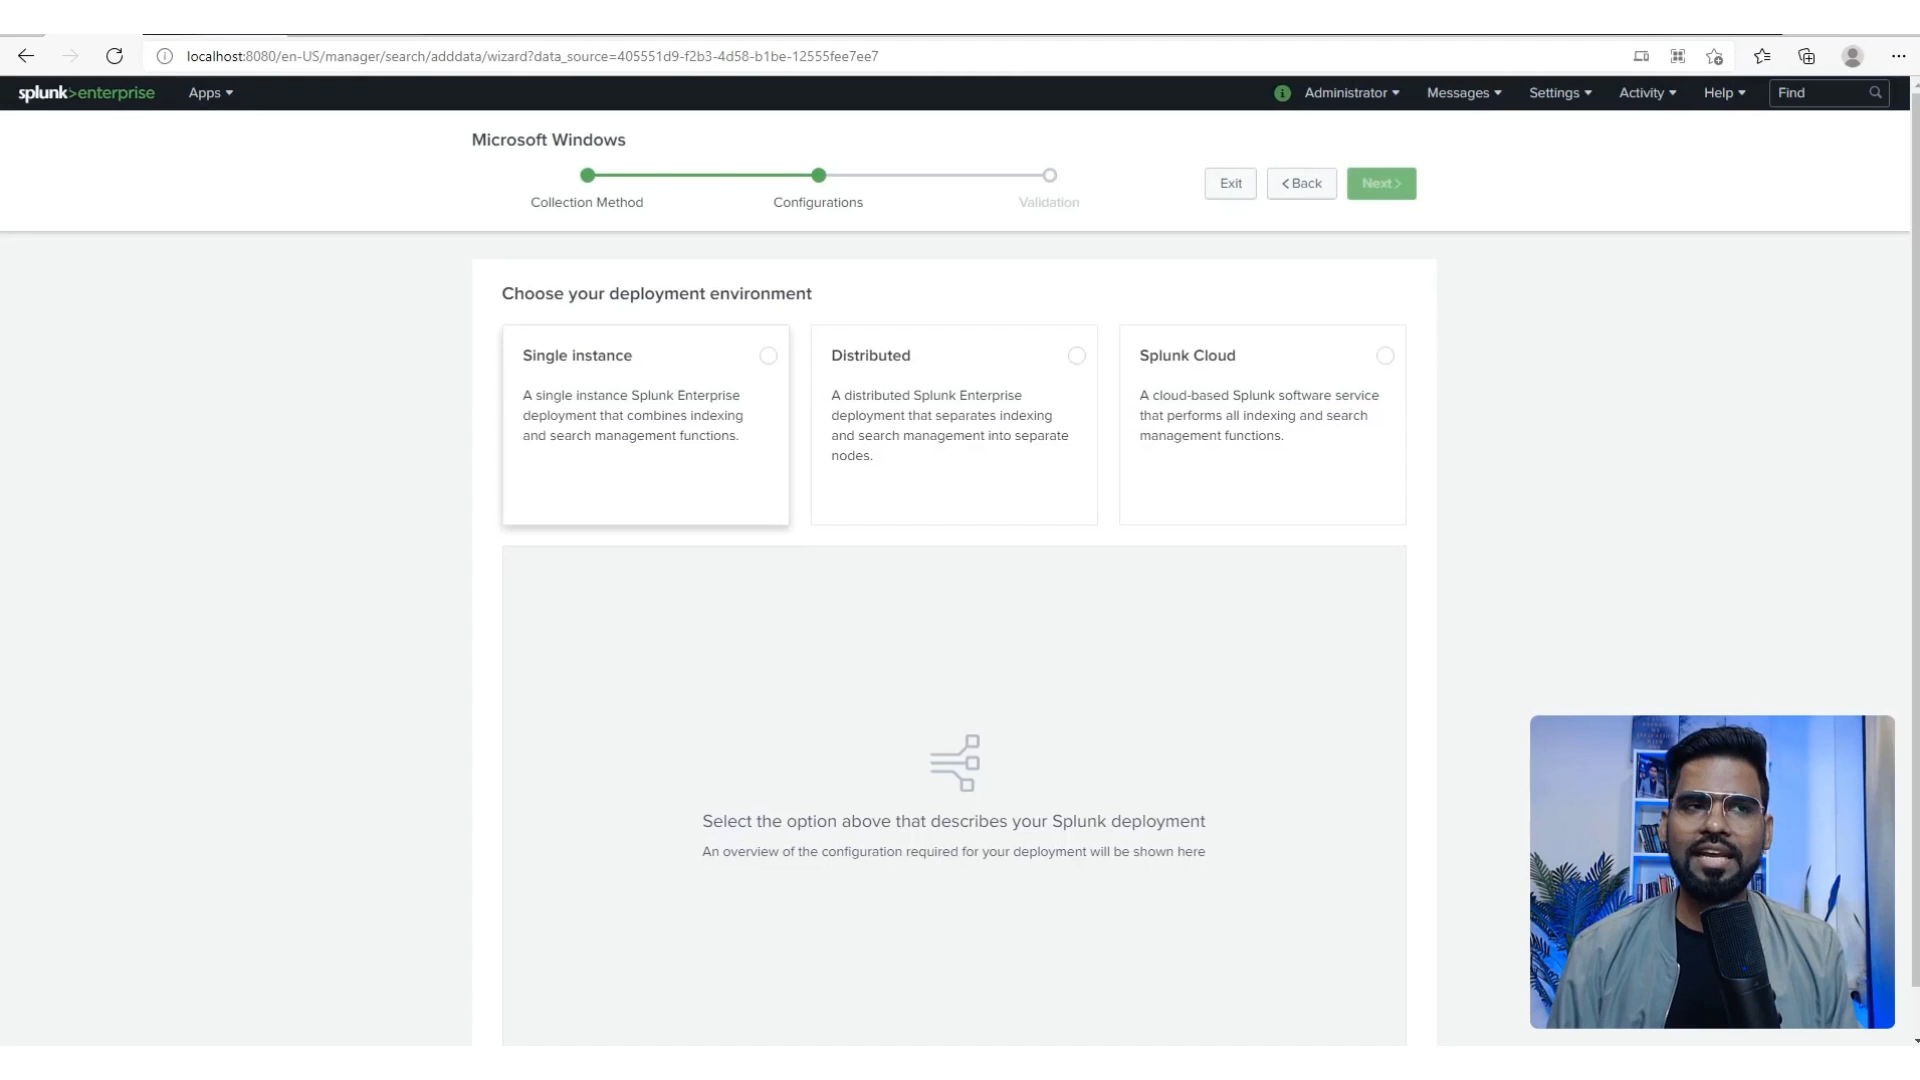 localhost:8080/en-US/manager/search/adddata/wizard?data_source=405551d9-f2b3-4d58-b1be-12555fee7ee7
splunk>enterprise Apps Administrator Messages Settings Activity Help Find
Microsoft Windows
Exit Back Next
Collection Method Configurations Validation
Choose your deployment environment
Single instance
A single instance Splunk Enterprise
deployment that combines indexing
and search management functions.
Distributed
A distributed Splunk Enterprise
deployment that separates indexing
and search management into separate
nodes.
Splunk Cloud
A cloud-based Splunk software service
that performs all indexing and search
management functions.
Select the option above that describes your Splunk deployment
An overview of the configuration required for your deployment will be shown here